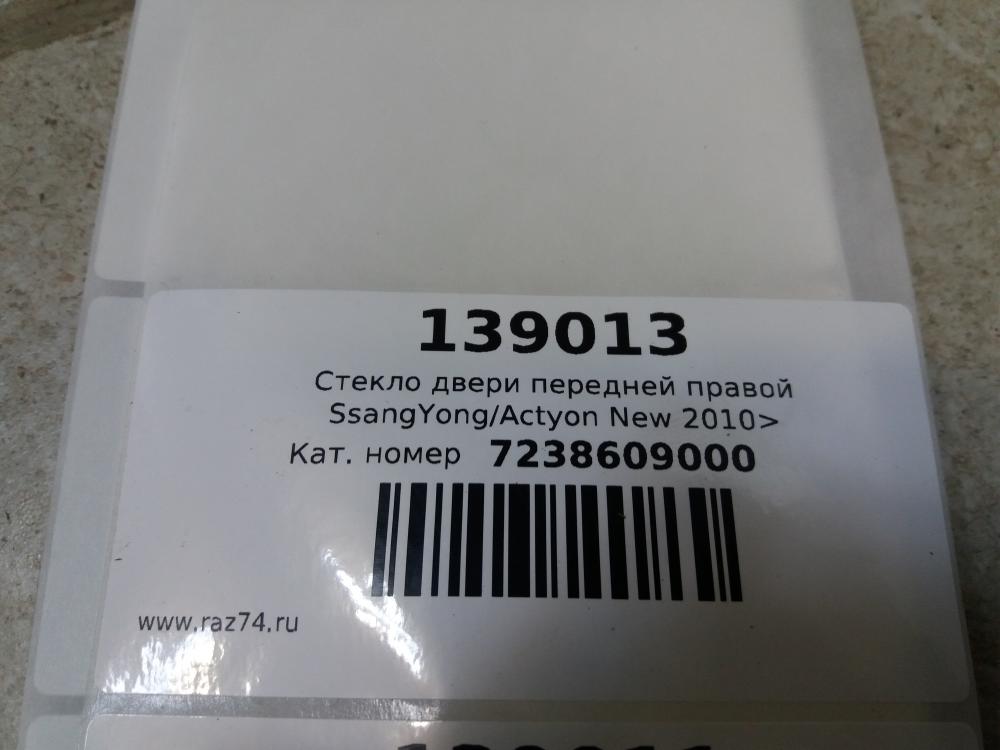 139013
Стекло двери передней правой
SsangYong/Actyon New 2010>
Кат. номер 7238609000
www.raz74.ru